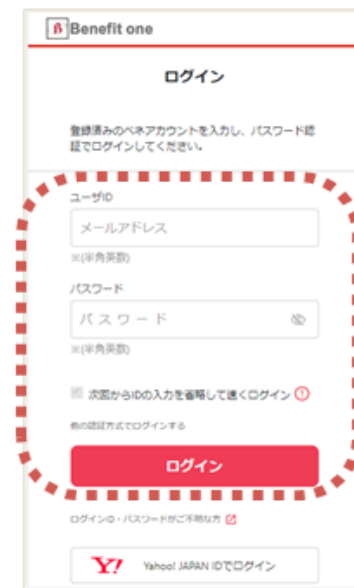 Benefit one
ログイン
登録済みのベネアカウントを入力し、パスワード認
証でログインしてください。
ユーザID
メールアドレス
※(半角英数)
パスワード
パスワード
※(半角英数)
次回からIDの入力を省略して速くログイン
他の認証方式でログインする
ログイン
ログインID・パスワードがご不明な方
Y! Yahoo! JAPAN IDでログイン